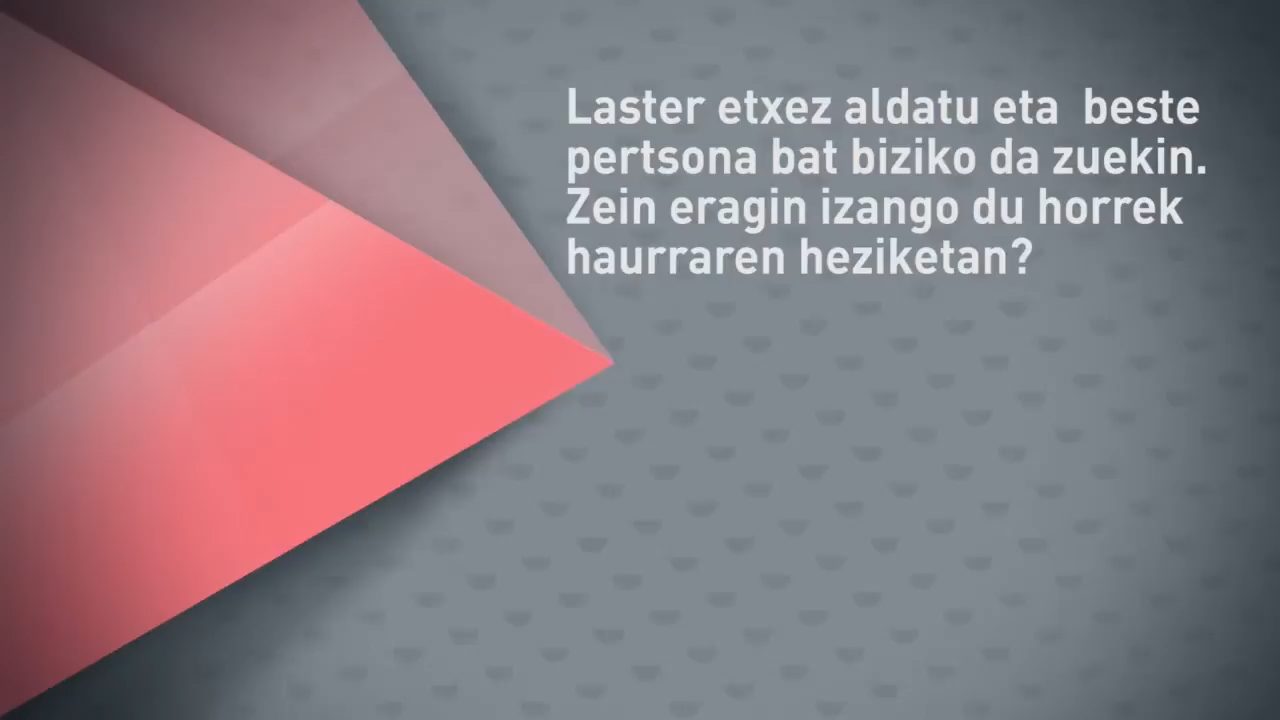 Laster etxez aldatu eta  beste
pertsona bat biziko da zuekin.
Zein eragin izango du horrek
haurraren heziketan?